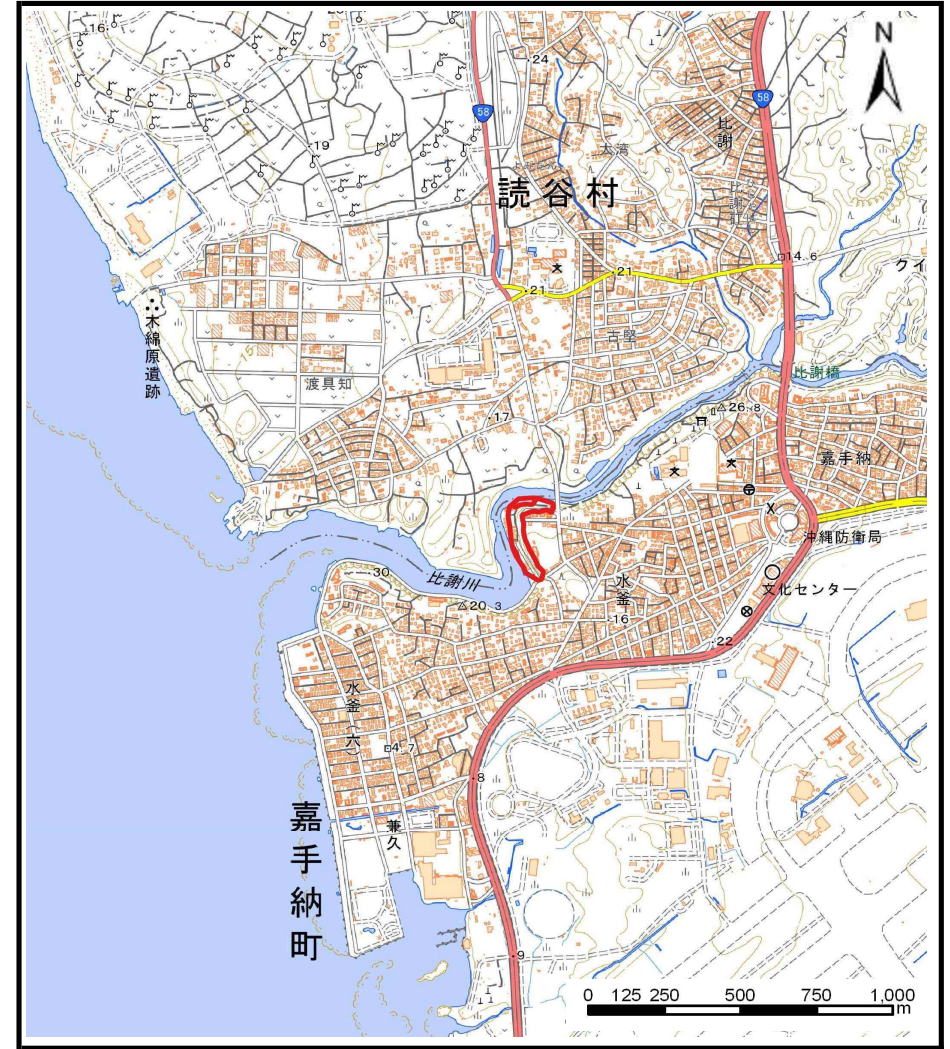 16
24
N
58
58
比謝
19
大湾
読谷村
14.6
クイ
21
21
木綿原遺跡
古堅
比謝橋
渡具知
17
26.8
嘉手納
沖縄防衛局
30
比謝川
水釜
文化センター
20.3
16
22
水釜(六)
4.7
8
嘉手納町
兼久
9
0 125 250 500 750 1,000
m